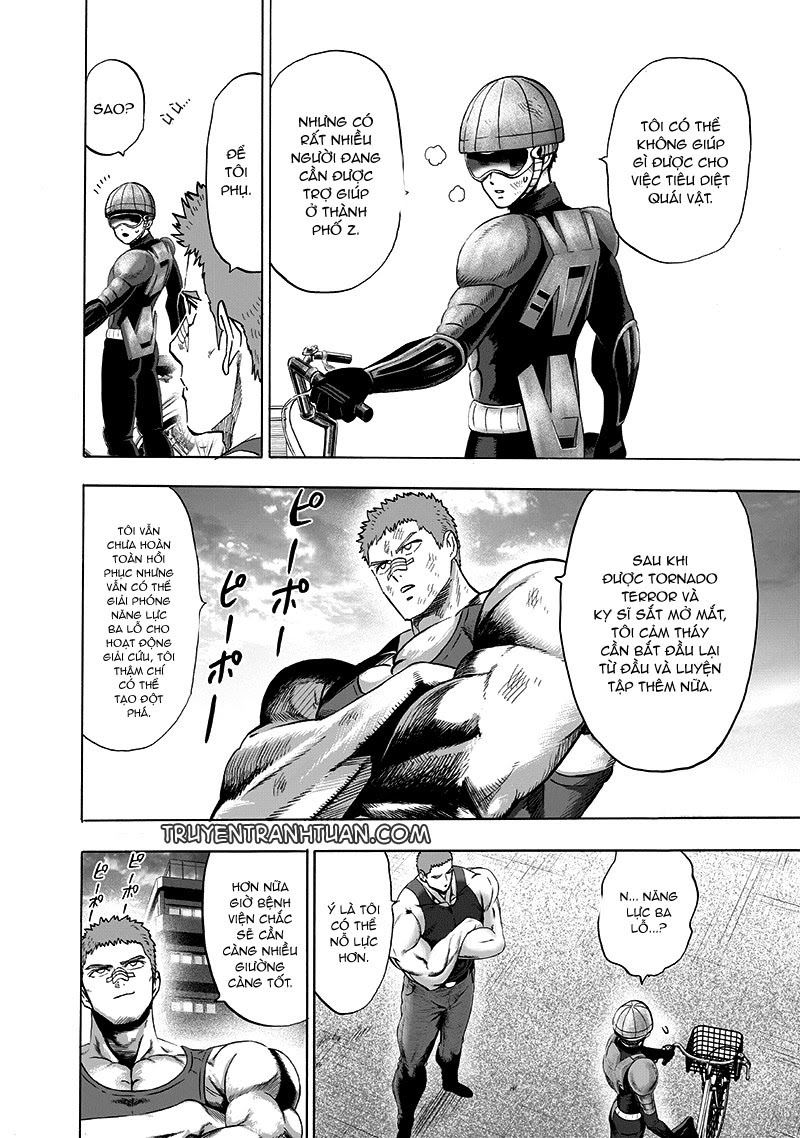 TÔI CÓ THỂ
KHÔNG GIÚP
GÌ ĐƯỢC CHO
VIỆC TIÊU DIỆT
QUÁI VẬT.
NHƯNG CÓ
RẤT NHIỀU
NGƯỜI ĐANG
CẦN ĐƯỢC
TRỢ GIÚP
Ở THÀNH
PHỐ Z.
ĐỂ
TÔI
PHỤ.
Ừ Ừ...
SAO?
SAU KHI
ĐƯỢC TORNADO
TERROR VÀ
KỴ SĨ SẮT MỞ MẮT,
TÔI CẢM THẤY
CẦN BẮT ĐẦU LẠI
TỪ ĐẦU VÀ LUYỆN
TẬP THÊM NỮA.
ピーポー
ピーポー
TÔI VẪN
CHƯA HOÀN
TOÀN HỒI
PHỤC NHƯNG
VẪN CÓ THỂ
GIẢI PHÓNG
NĂNG LỰC
BA LỖ CHO
HOẠT ĐỘNG
GIẢI CỨU, TÔI
THẬM CHÍ
CÓ THỂ
TẠO ĐỘT
PHÁ.
TRUYENTRANHTUAN.COM
N... NĂNG
LỰC BA
LỖ...?
Ý LÀ TÔI
CÓ THỂ
NỖ LỰC
HƠN.
HƠN NỮA
GIỜ BỆNH
VIỆN CHẮC
SẼ CẦN
CÀNG NHIỀU
GIƯỜNG
CÀNG TỐT.
ピーポー
ピーポー